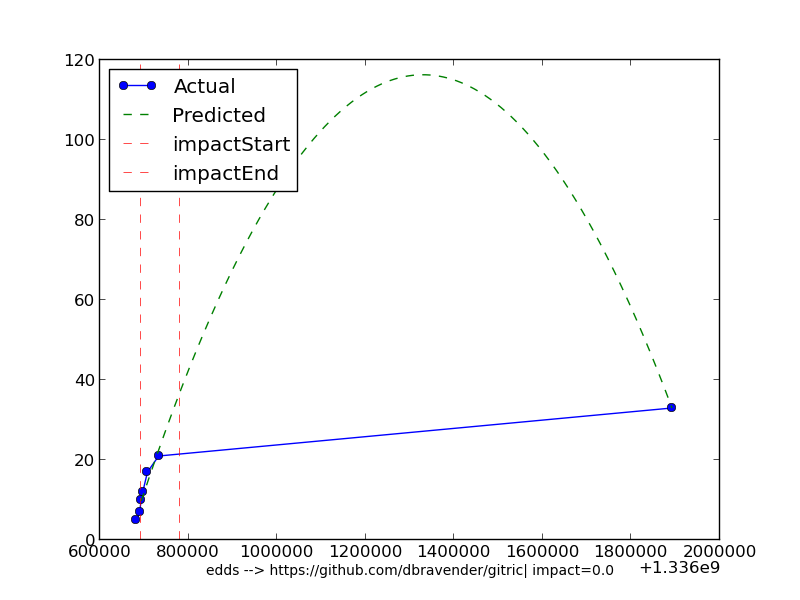 120
100
80
60
40
20
0
Actual
Predicted
impactStart
impactEnd
600000 800000 1000000 1200000 1400000 1600000 1800000 2000000
+1.336e9
edds --> https://github.com/dbravender/gitric| impact=0.0